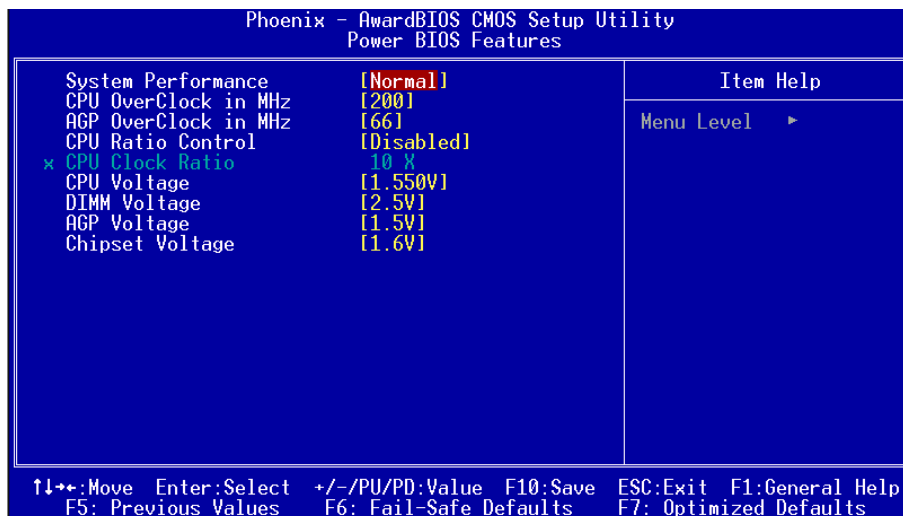 Phoenix - AwardBIOS CMOS Setup Utility
Power BIOS Features
System Performance [Normal]
CPU OverClock in MHz [200]
AGP OverClock in MHz [66]
CPU Ratio Control [Disabled]
x CPU Clock Ratio 10 X
CPU Voltage [1.550V]
DIMM Voltage [2.5V]
AGP Voltage [1.5V]
Chipset Voltage [1.6V]
Item Help
Menu Level ►
↑↓→←:Move Enter:Select +/-/PU/PD:Value F10:Save ESC:Exit F1:General Help
F5: Previous Values F6: Fail-Safe Defaults F7: Optimized Defaults